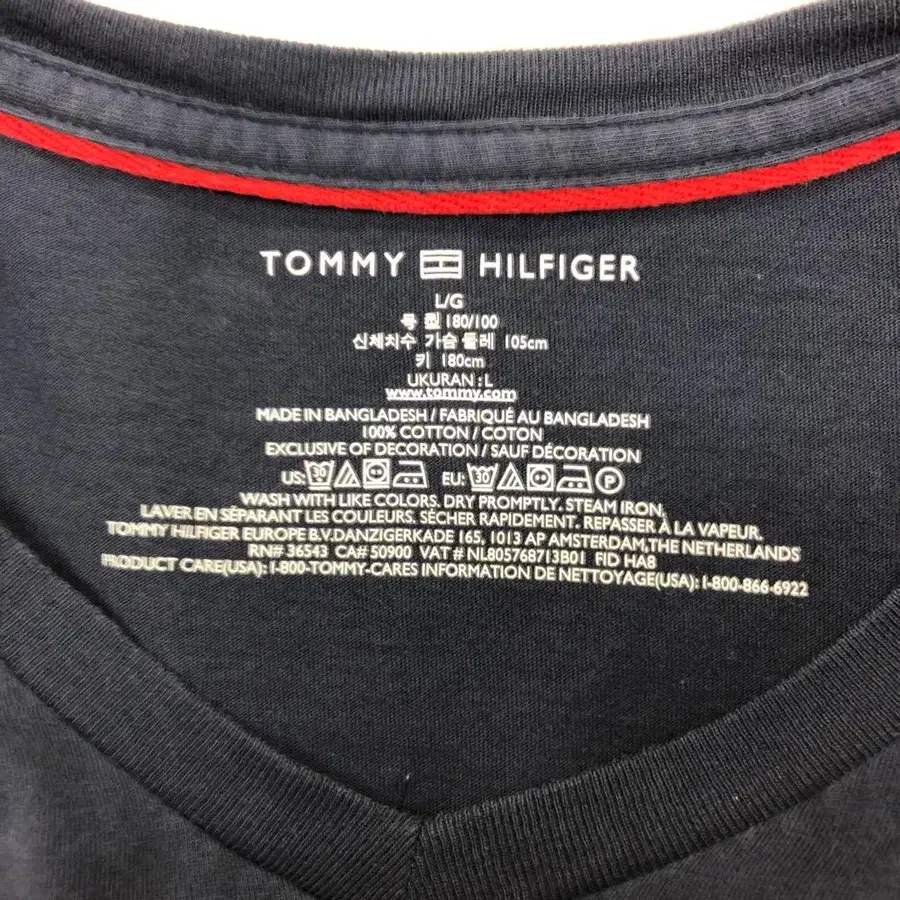 TOMMY HILFIGER
L/G
号型 180/100
신체치수 가슴둘레 105cm
키 180cm
UKURAN : L
www.tommy.com
MADE IN BANGLADESH / FABRIQUÉ AU BANGLADESH
100% COTTON / COTON
EXCLUSIVE OF DECORATION / SAUF DÉCORATION
US: 30 EU: 30 P
WASH WITH LIKE COLORS. DRY PROMPTLY. STEAM IRON.
LAVER EN SÉPARANT LES COULEURS. SÉCHER RAPIDEMENT. REPASSER À LA VAPEUR.
TOMMY HILFIGER EUROPE B.V.DANZIGERKADE 165, 1013 AP AMSTERDAM,THE NETHERLANDS
RN# 36543 CA# 50900 VAT # NL805768713B01 FID HA8
PRODUCT CARE(USA): 1-800-TOMMY-CARES INFORMATION DE NETTOYAGE(USA): 1-800-866-6922